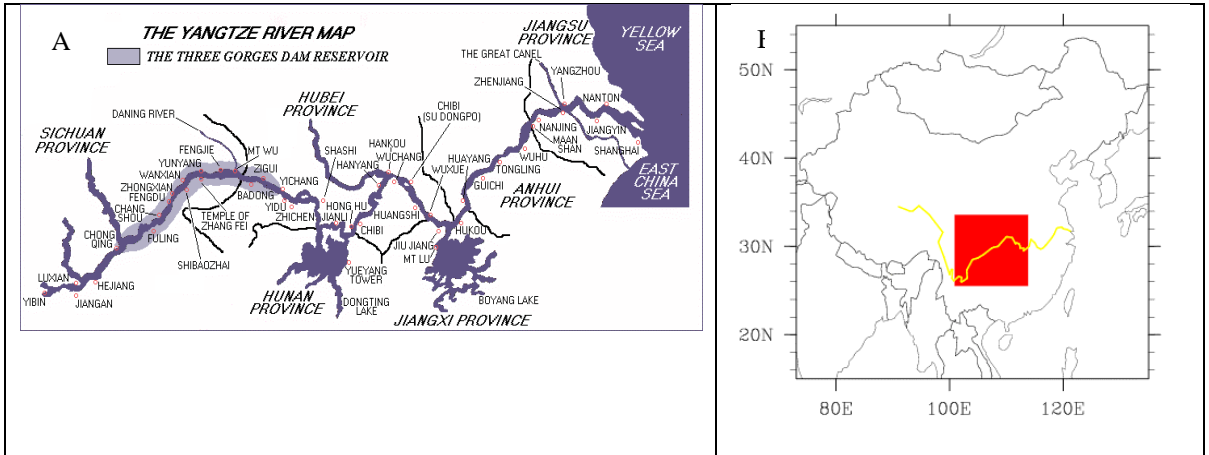 A
THE YANGTZE RIVER MAP
THE THREE GORGES DAM RESERVOIR
JIANGSU
PROVINCE
YELLOW
SEA
THE GREAT CANEL
YANGZHOU
ZHENJIANG
NANTON
HUBEI
PROVINCE
CHIBI
(SU DONGPO)
DANING RIVER
SICHUAN
PROVINCE
FENGJIE
MT WU
SHASHI
HANKOU
HANYANG
WUCHANG
NANJING
JIANGYIN
MAAN
SHAN
SHANGHAI
YUNYANG
ZIGUI
WUXUE
HUAYANG
WUHU
TONGLING
EAST
CHINA
SEA
WANXIAN
YICHANG
GUICHI
ANHUI
PROVINCE
ZHONGXIAN
FENGDU
BADONG
HONG HU
CHANG
SHOU
YIDU
JIANLI
HUANGSHI
TEMPLE OF
ZHANG FEI
ZHICHEN
CHIBI
HUKOU
CHONG
QING
FULING
JIU JIANG
MT LU
SHIBAOZHAI
LUXIAN
HEJIANG
YUEYANG
TOWER
YIBIN
JIANGAN
HUNAN
PROVINCE
DONGTING
LAKE
BOYANG LAKE
JIANGXI PROVINCE
50N
40N
30N
20N
80E
100E
120E